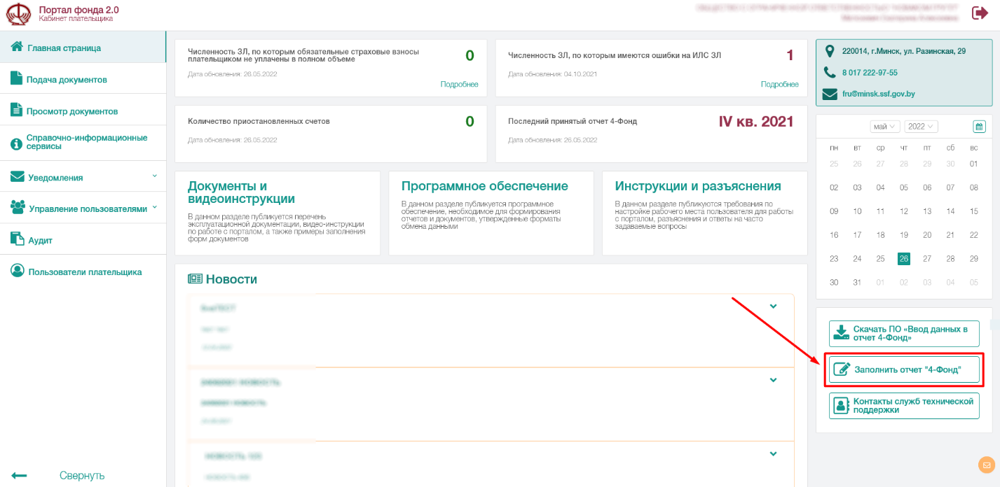 Портал фонда 2.0
Кабинет плательщика
Главная страница
Подача документов
Просмотр документов
Справочно-информационные
сервисы
Уведомления
Управление пользователями
Аудит
Пользователи плательщика
Свернуть
Численность ЗЛ, по которым обязательные страховые взносы
плательщиком не уплачены в полном объеме
0
Дата обновления: 26.05.2022
Подробнее
Численность ЗЛ, по которым имеются ошибки на ИЛС ЗЛ
1
Дата обновления: 04.10.2021
Подробнее
Количество приостановленных счетов
0
Дата обновления: 26.05.2022
Последний принятый отчет 4-Фонд
IV кв. 2021
Дата обновления: 26.05.2022
Документы и
видеоинструкции
В данном разделе публикуется перечень
эксплуатационной документации, видео-инструкции
по работе с порталом, а также примеры заполнения
форм документов
Программное обеспечение
В данном разделе публикуется программное
обеспечение, необходимое для формирования
отчетов и документов, утвержденные форматы
обмена данными
Инструкции и разъяснения
В данном разделе публикуются требования по
настройке рабочего места пользователя для работы
с порталом, разъяснения и ответы на часто
задаваемые вопросы
Новости
220014, г.Минск, ул. Разинская, 29
8 017 222-97-55
fru@minsk.ssf.gov.by
май 2022
пн вт ср чт пт сб вс
25 26 27 28 29 30 01
02 03 04 05 06 07 08
09 10 11 12 13 14 15
16 17 18 19 20 21 22
23 24 25 26 27 28 29
30 31 01 02 03 04 05
Скачать ПО «Ввод данных в
отчет 4-Фонд»
Заполнить отчет "4-Фонд"
Контакты служб технической
поддержки